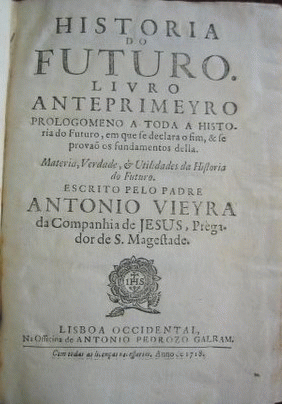 HISTORIA
DO
FUTURO.
LIVRO
ANTEPRIMEYRO
PROLOGOMENO A TODA A HISTO-
ria do Futuro, em que ſe declara o fim, & ſe
provaõ os fundamentos della.
Materia, Verdade, & Utilidades da Hiſtoria
do Futuro.
ESCRITO PELO PADRE
ANTONIO VIEYRA
da Companhia de JESUS, Prèga-
dor de S. Mageſtade.
IHS
LISBOA OCCIDENTAL,
Na Officina de ANTONIO PEDROZO GALRAM.
Com todas as licenças neceſſarias. Anno de 1718.